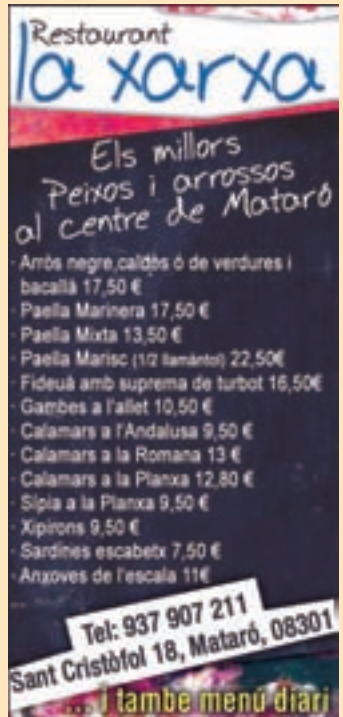 Restaurant
la xarxa
Els millors
Peixos i arrossos
al centre de Mataró
- Arròs negre,caldòs ó de verdures i
bacallà 17,50 €
- Paella Marinera 17,50 €
- Paella Mixta 13,50 €
- Paella Marisc (1/2 llamàntol) 22,50€
- Fideuà amb suprema de turbot 16,50€
- Gambes a l'allet 10,50 €
- Calamars a l'Andalusa 9,50 €
- Calamars a la Romana 13 €
- Calamars a la Planxa 12,80 €
- Sípia a la Planxa 9,50 €
- Xipirons 9,50 €
- Sardines escabetx 7,50 €
- Anxoves de l'escala 11€
Tel: 937 907 211
Sant Cristòfol 18, Mataró, 08301
... i tambe menú diari